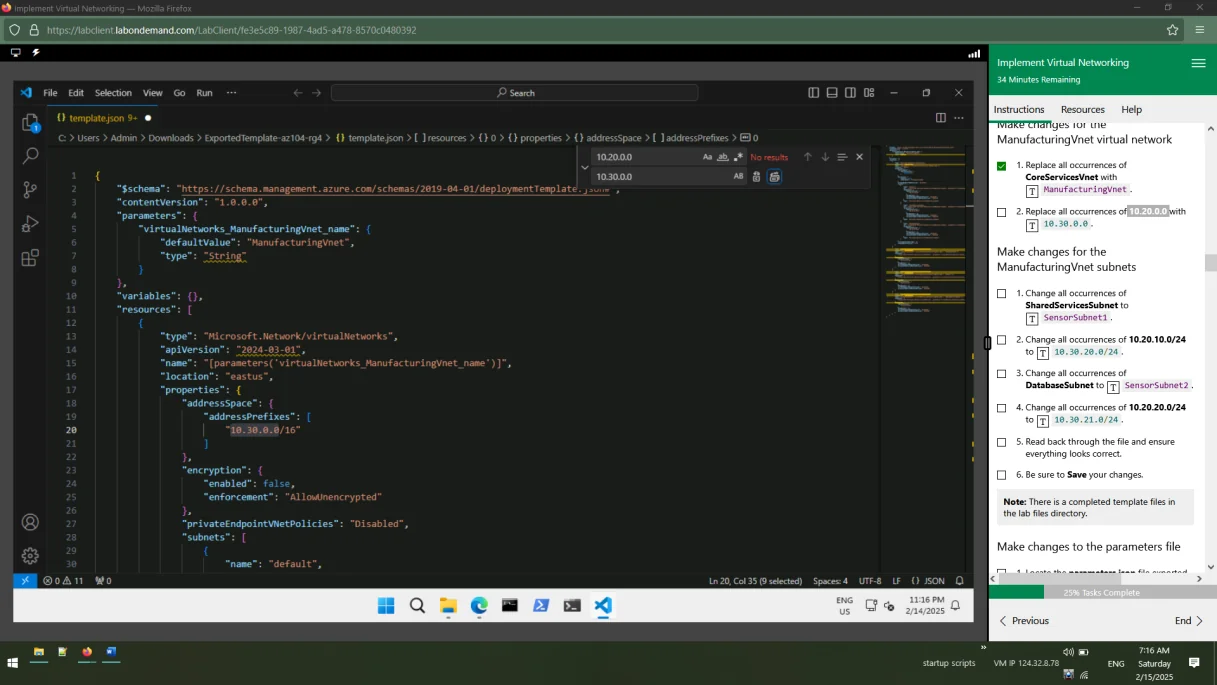 Implement Virtual Networking — Mozilla Firefox
https://labclient.labondemand.com/LabClient/fe3e5c89-1987-4ad5-a478-8570c0480392
File Edit Selection View Go Run ···
Search
template.json 9+
C: > Users > Admin > Downloads > ExportedTemplate-az104-rg4 > {} template.json > [ ] resources > {} 0 > {} properties > {} addressSpace > [ ] addressPrefixes > 0
10.20.0.0 Aa ab .* No results
10.30.0.0 AB
1 {
2 "$schema": "https://schema.management.azure.com/schemas/2019-04-01/deploymentTemplate.json#",
3 "contentVersion": "1.0.0.0",
4 "parameters": {
5 "virtualNetworks_ManufacturingVnet_name": {
6 "defaultValue": "ManufacturingVnet",
7 "type": "String"
8 }
9 },
10 "variables": {},
11 "resources": [
12 {
13 "type": "Microsoft.Network/virtualNetworks",
14 "apiVersion": "2024-03-01",
15 "name": "[parameters('virtualNetworks_ManufacturingVnet_name')]",
16 "location": "eastus",
17 "properties": {
18 "addressSpace": {
19 "addressPrefixes": [
20 "10.30.0.0/16"
21 ]
22 },
23 "encryption": {
24 "enabled": false,
25 "enforcement": "AllowUnencrypted"
26 },
27 "privateEndpointVNetPolicies": "Disabled",
28 "subnets": [
29 {
30 "name": "default",
0 11 0
Ln 20, Col 35 (9 selected) Spaces: 4 UTF-8 LF {} JSON
ENG
US
11:16 PM
2/14/2025
Implement Virtual Networking
34 Minutes Remaining
Instructions Resources Help
Make changes for the
ManufacturingVnet virtual network
1. Replace all occurrences of
CoreServicesVnet with
T ManufacturingVnet .
2. Replace all occurrences of 10.20.0.0 with
T 10.30.0.0 .
Make changes for the
ManufacturingVnet subnets
1. Change all occurrences of
SharedServicesSubnet to
T SensorSubnet1 .
2. Change all occurrences of 10.20.10.0/24
to T 10.30.20.0/24 .
3. Change all occurrences of
DatabaseSubnet to T SensorSubnet2 .
4. Change all occurrences of 10.20.20.0/24
to T 10.30.21.0/24 .
5. Read back through the file and ensure
everything looks correct.
6. Be sure to Save your changes.
Note: There is a completed template files in
the lab files directory.
Make changes to the parameters file
1. Locate the parameters.json file exported
25% Tasks Complete
Previous End
startup scripts
VM IP 124.32.8.78
ENG
7:16 AM
Saturday
2/15/2025